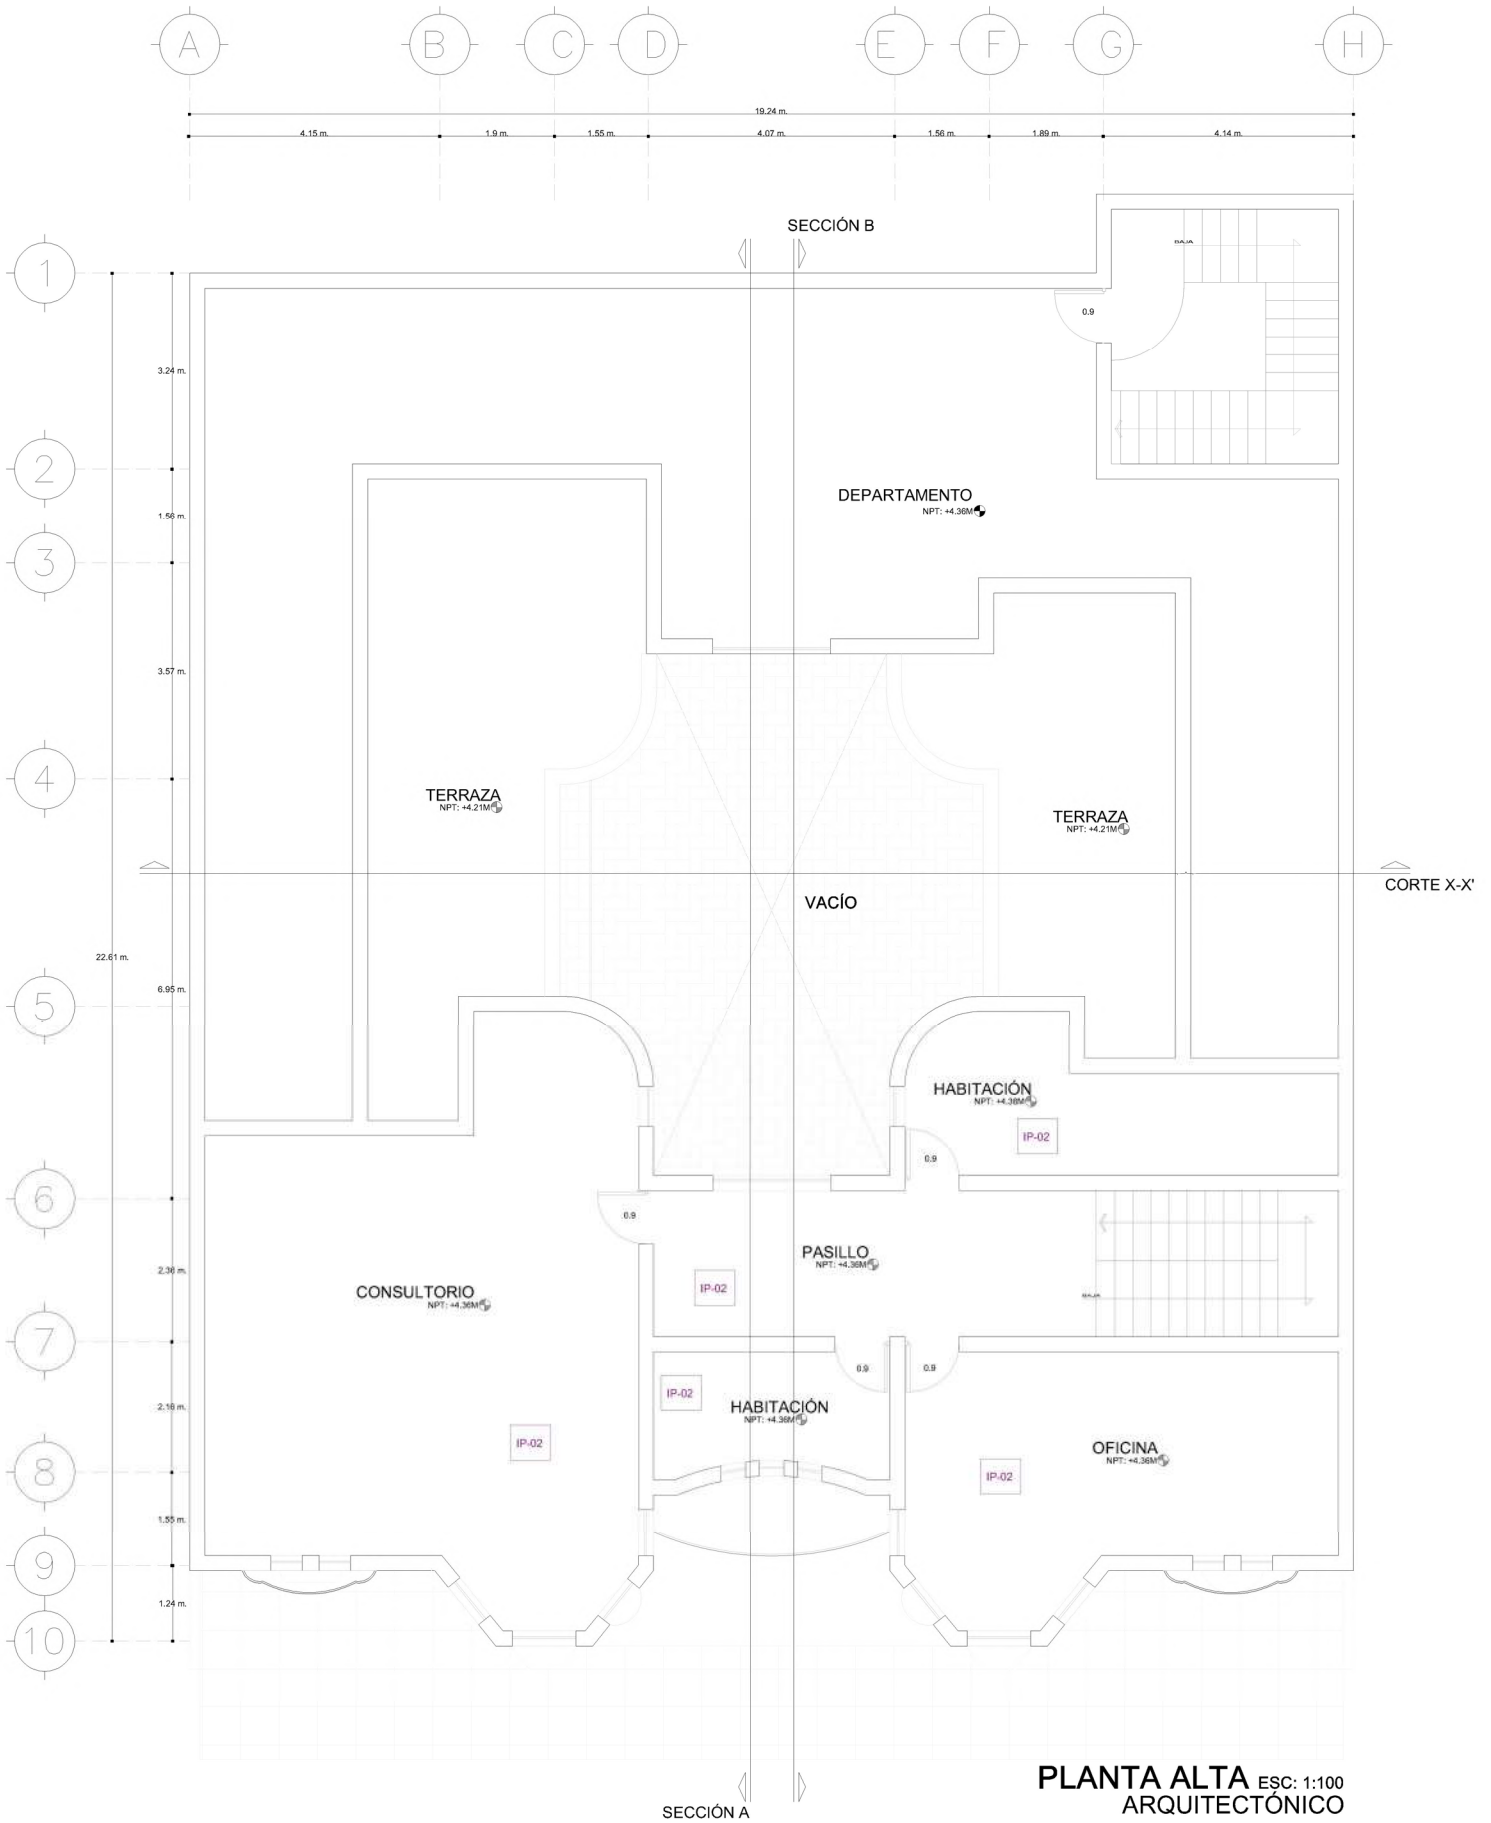 A B C D E F G H
19.24 m.
4.15 m. 1.9 m. 1.55 m. 4.07 m. 1.56 m. 1.89 m. 4.14 m.
SECCIÓN B
BAJA
1
0.9
3.24 m.
2
DEPARTAMENTO
NPT: +4.36M
1.56 m.
3
3.57 m.
4
TERRAZA
NPT: +4.21M
TERRAZA
NPT: +4.21M
CORTE X-X'
VACÍO
22.61 m.
6.95 m.
5
HABITACIÓN
NPT: +4.36M
IP-02
0.9
6
0.9
PASILLO
NPT: +4.36M
2.36 m.
IP-02
CONSULTORIO
NPT: +4.36M
BAJA
7
0.9
0.9
IP-02
HABITACIÓN
NPT: +4.36M
2.16 m.
IP-02
OFICINA
NPT: +4.36M
8
IP-02
1.55 m.
9
1.24 m.
10
PLANTA ALTA ESC: 1:100
ARQUITECTÓNICO
SECCIÓN A